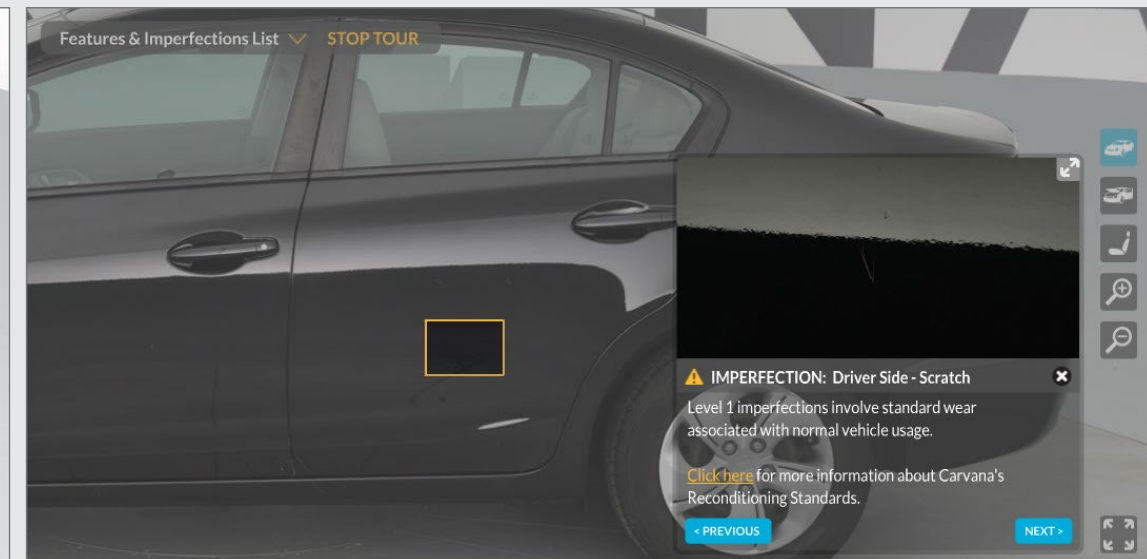 Features & Imperfections List
STOP TOUR
IMPERFECTION: Driver Side - Scratch
Level 1 imperfections involve standard wear
associated with normal vehicle usage.
Click here for more information about Carvana's
Reconditioning Standards.
< PREVIOUS
NEXT >